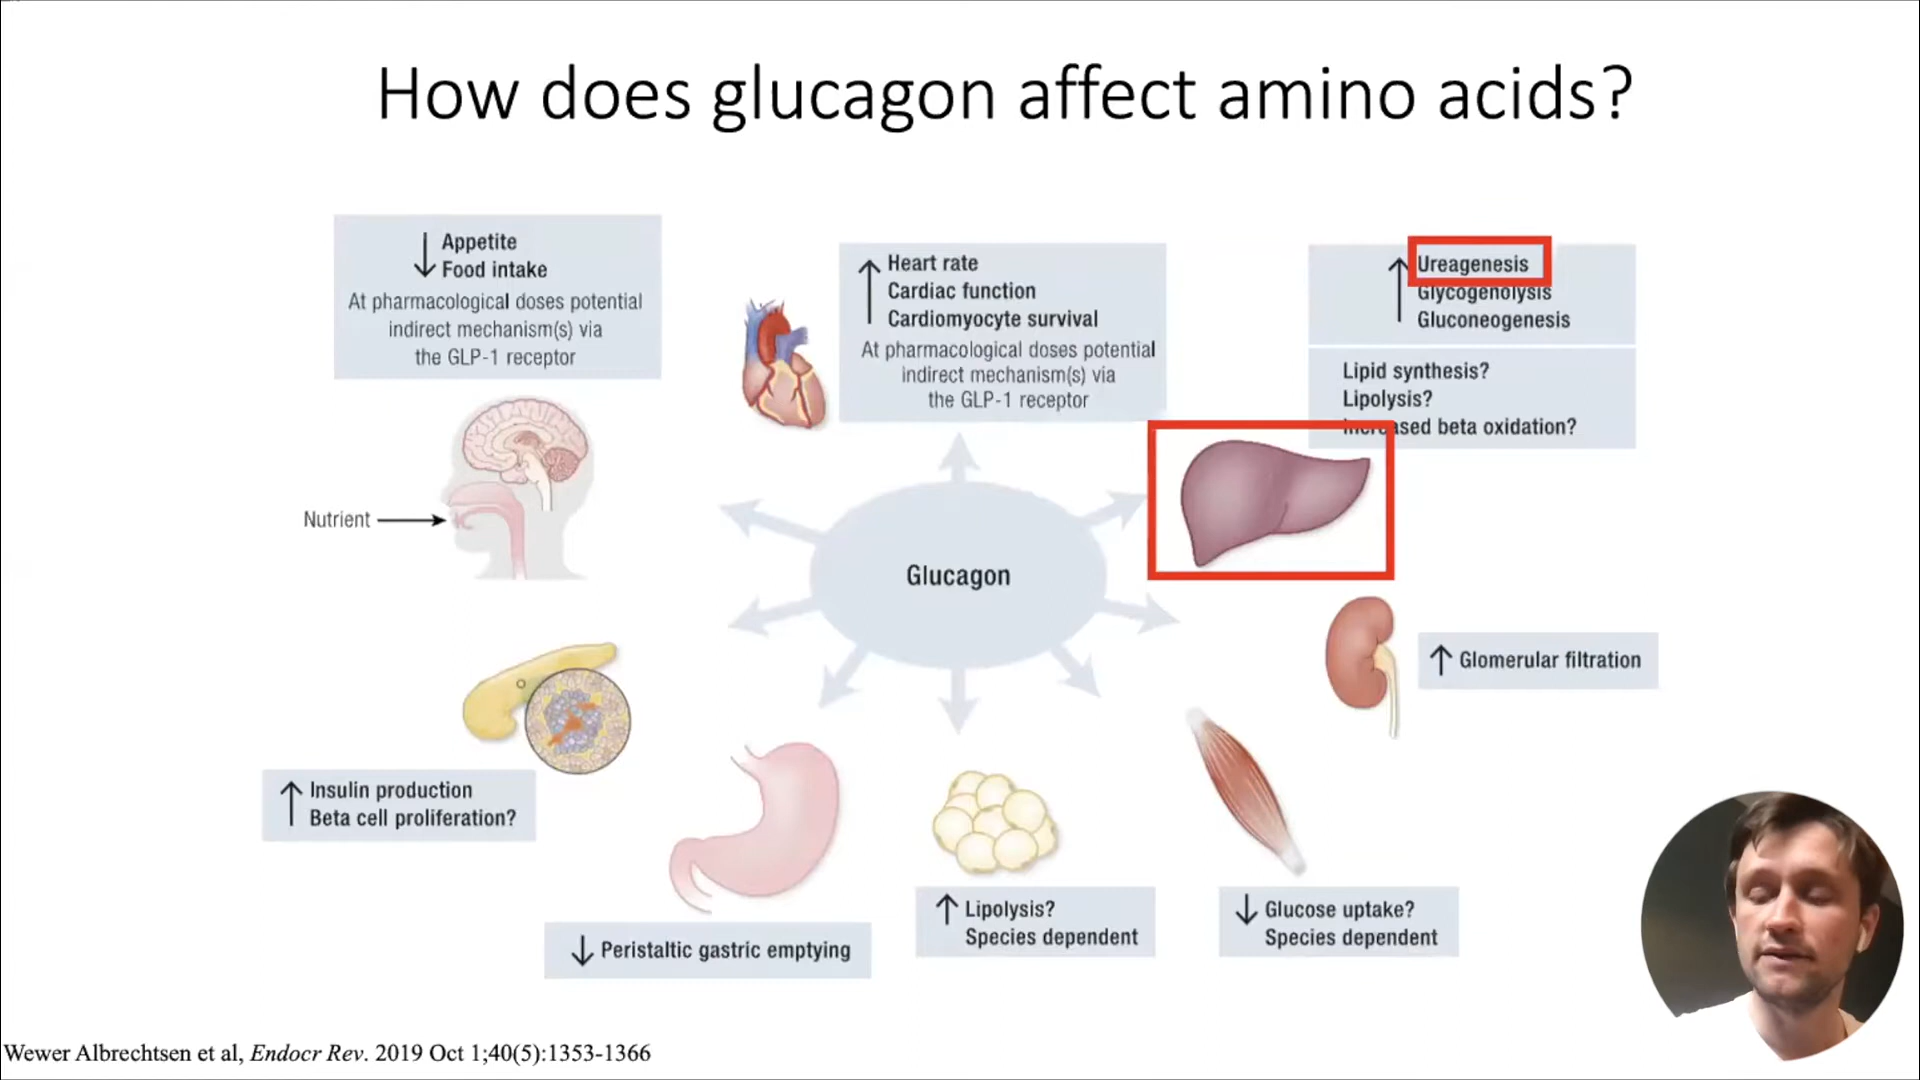 How does glucagon affect amino acids?
↓ Appetite
Food intake
At pharmacological doses potential
indirect mechanism(s) via
the GLP-1 receptor
↑ Heart rate
Cardiac function
Cardiomyocyte survival
At pharmacological doses potential
indirect mechanism(s) via
the GLP-1 receptor
↑ Ureagenesis
Glycogenolysis
Gluconeogenesis
Lipid synthesis?
Lipolysis?
Increased beta oxidation?
Nutrient
Glucagon
↑ Glomerular filtration
↑ Insulin production
Beta cell proliferation?
↓ Peristaltic gastric emptying
↑ Lipolysis?
Species dependent
↓ Glucose uptake?
Species dependent
Wewer Albrechtsen et al, Endocr Rev. 2019 Oct 1;40(5):1353-1366